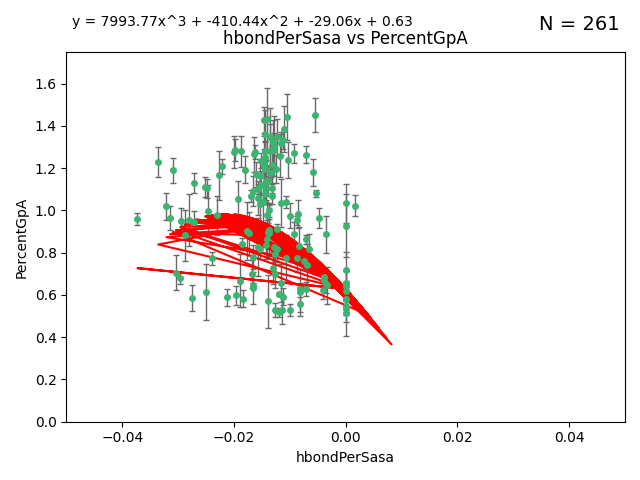 y = 7993.77x^3 + -410.44x^2 + -29.06x + 0.63
N = 261
hbondPerSasa vs PercentGpA
1.6
1.4
1.2
1.0
0.8
0.6
0.4
0.2
0.0
PercentGpA
−0.04
−0.02
0.00
0.02
0.04
hbondPerSasa